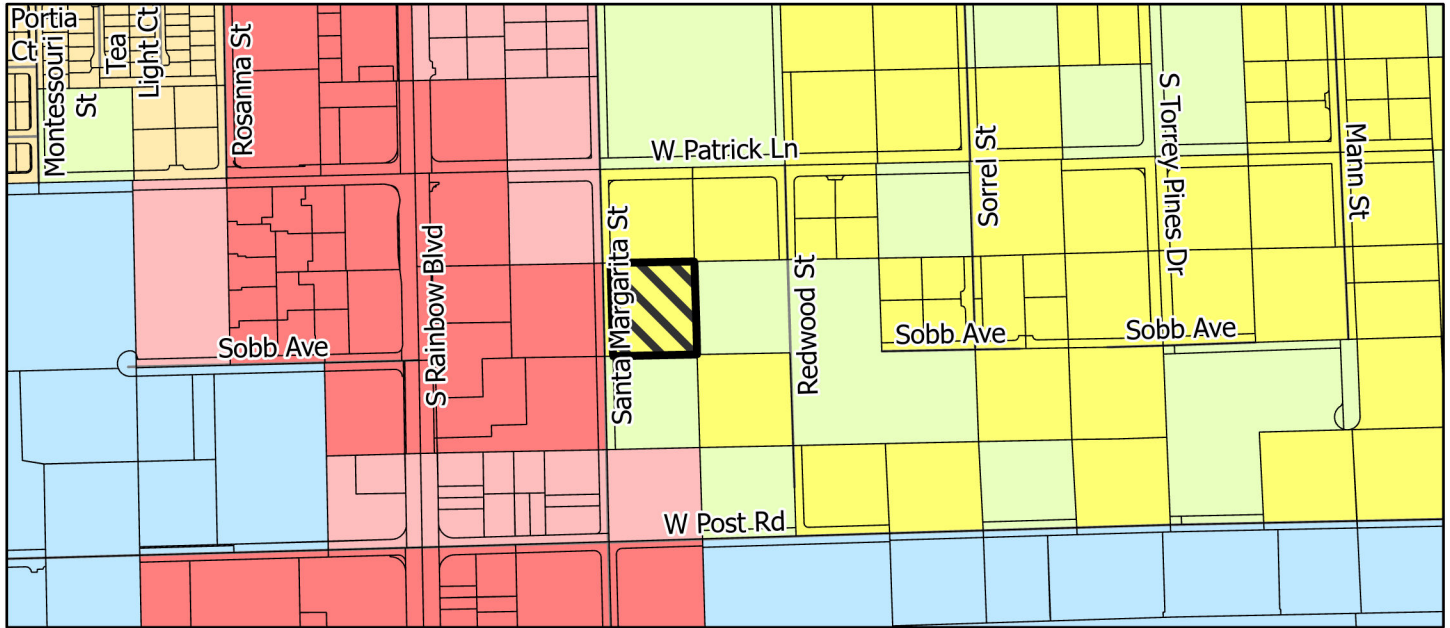 Portia
Ct
Montessouri
St
Tea
Light Ct
Rosanna St
S Rainbow Blvd
Santa Margarita St
W Patrick Ln
Redwood St
Sorrel St
S Torrey Pines Dr
Mann St
Sobb Ave
Sobb Ave
Sobb Ave
W Post Rd